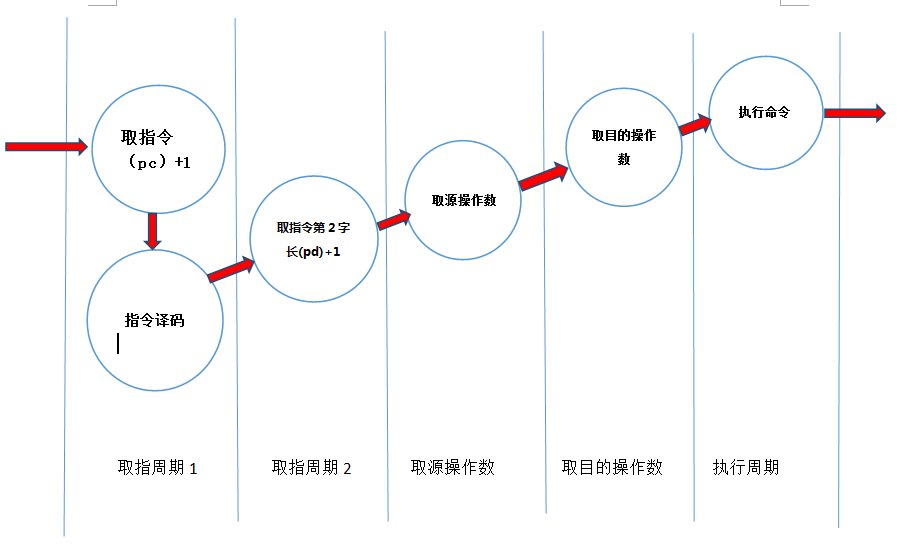 取指令
（pc）+1
指令译码
取指令第２字
长(pd)+1
取源操作数
取目的操作
数
执行命令
取指周期 1
取指周期 2
取源操作数
取目的操作数
执行周期